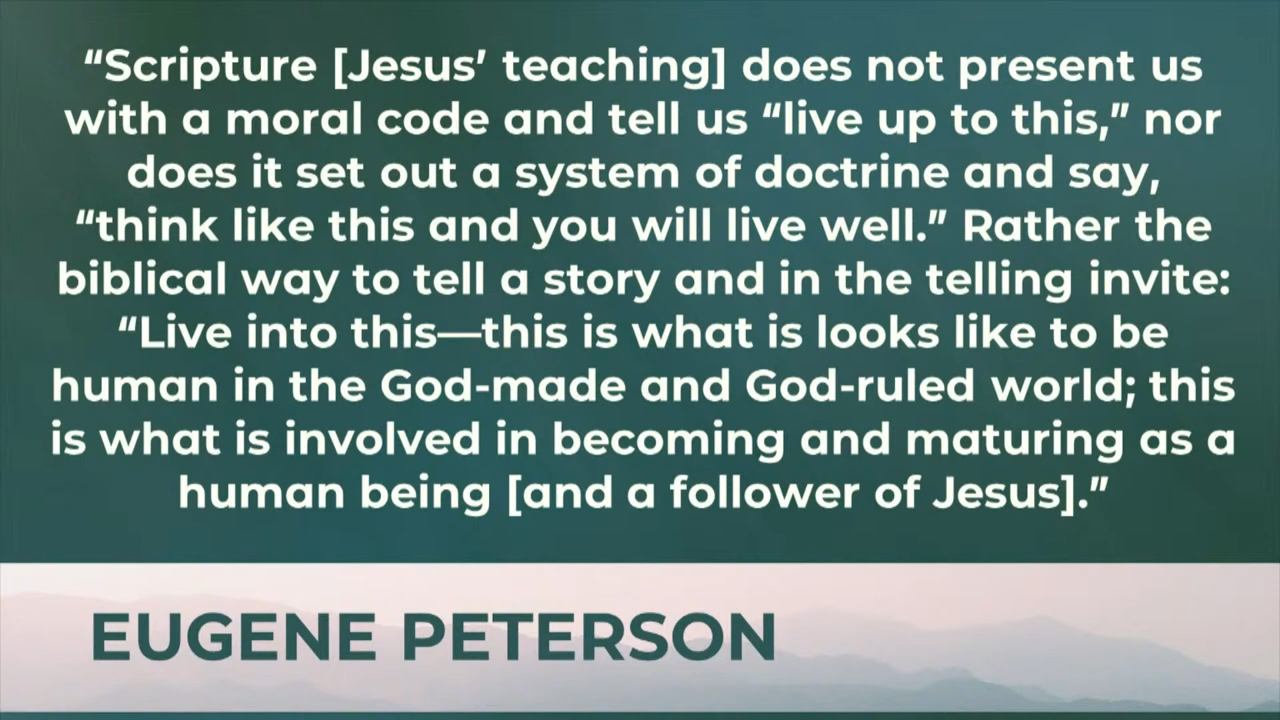 “Scripture [Jesus’ teaching] does not present us
with a moral code and tell us “live up to this,” nor
does it set out a system of doctrine and say,
“think like this and you will live well.” Rather the
biblical way to tell a story and in the telling invite:
“Live into this—this is what is looks like to be
human in the God-made and God-ruled world; this
is what is involved in becoming and maturing as a
human being [and a follower of Jesus].”
EUGENE PETERSON